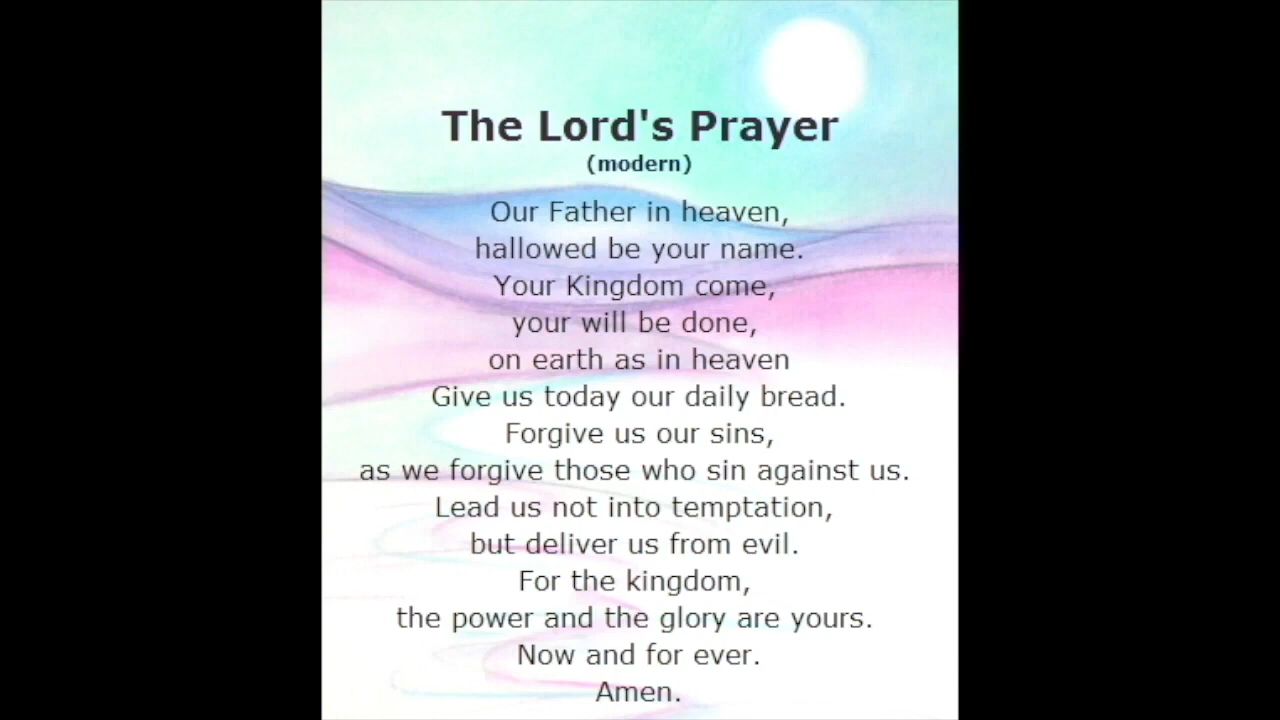 The Lord's Prayer
(modern)
Our Father in heaven,
hallowed be your name.
Your Kingdom come,
your will be done,
on earth as in heaven
Give us today our daily bread.
Forgive us our sins,
as we forgive those who sin against us.
Lead us not into temptation,
but deliver us from evil.
For the kingdom,
the power and the glory are yours.
Now and for ever.
Amen.